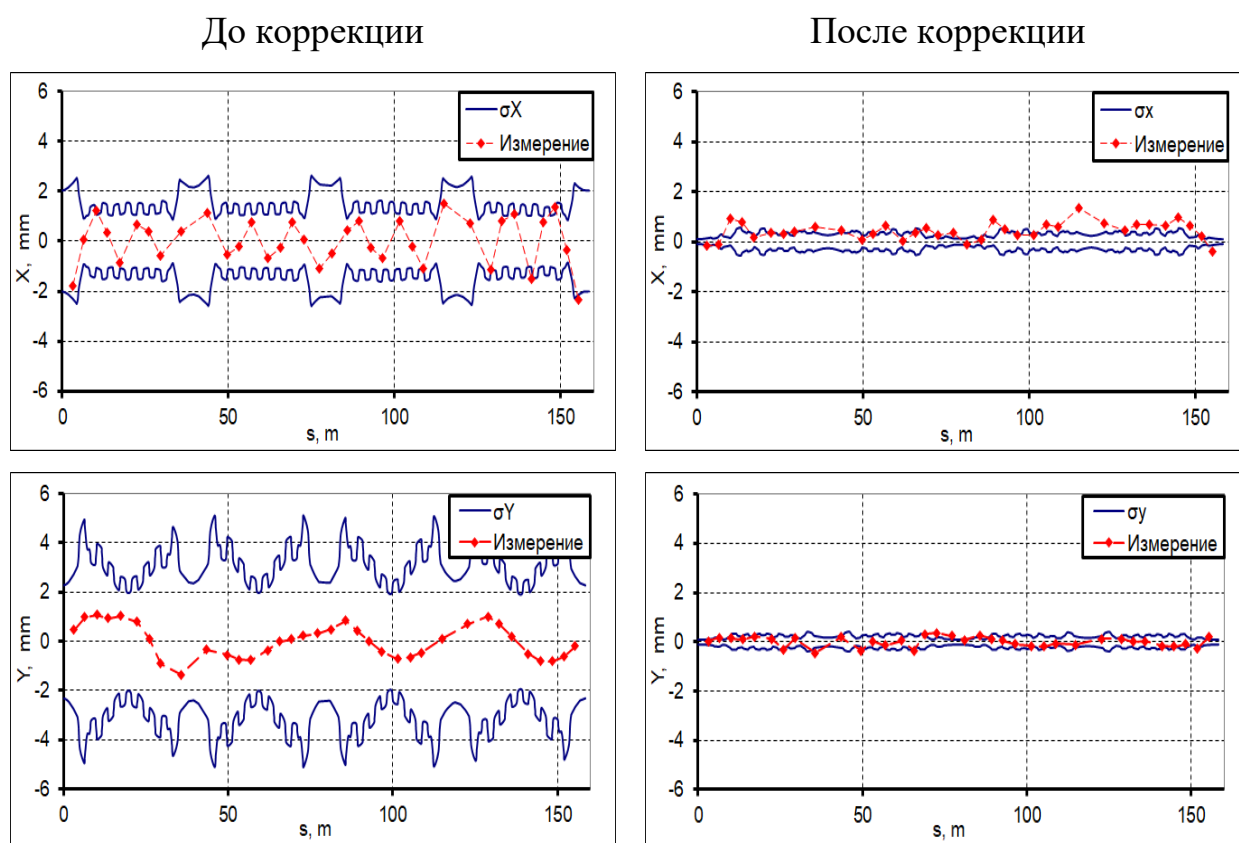 До коррекции
После коррекции
6
4
2
0
-2
-4
-6
X, mm
σX
Измерение
0
50
100
150
s, m
6
4
2
0
-2
-4
-6
X, mm
σx
Измерение
0
50
100
150
s, m
6
4
2
0
-2
-4
-6
Y, mm
σY
Измерение
0
50
100
150
s, m
6
4
2
0
-2
-4
-6
Y, mm
σy
Измерение
0
50
100
150
s, m